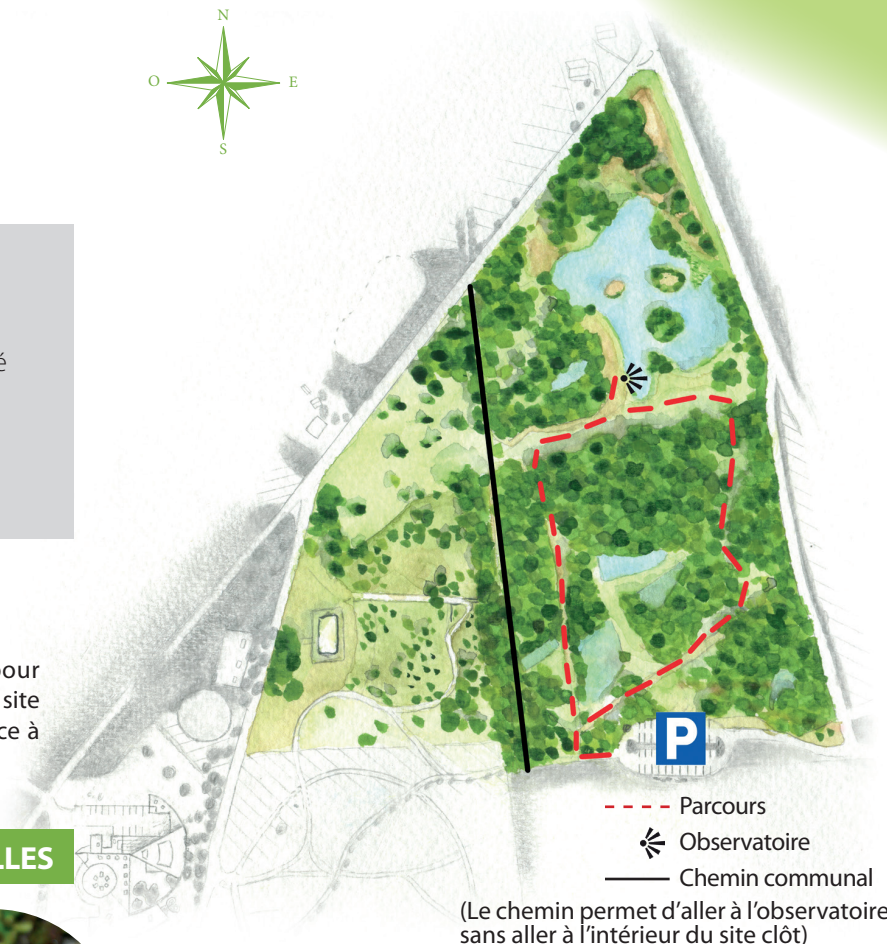 N
O
E
S
é
pour
site
ce à
LLES
P
Parcours
Observatoire
Chemin communal
(Le chemin permet d'aller à l'observatoire
sans aller à l'intérieur du site clôt)